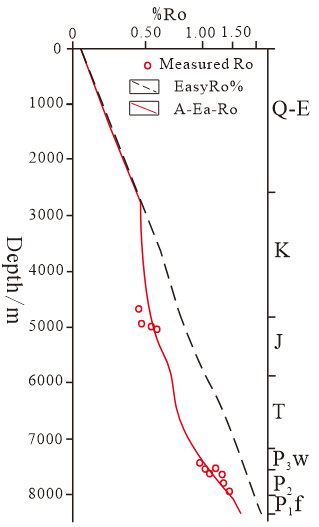 %Ro
0 0.50 1.00 1.50
0
1000
2000
3000
4000
5000
6000
7000
8000
Depth/m
Measured Ro
EasyRo%
A-Ea-Ro
Q-E
K
J
T
P₃w
P₂
P₁f